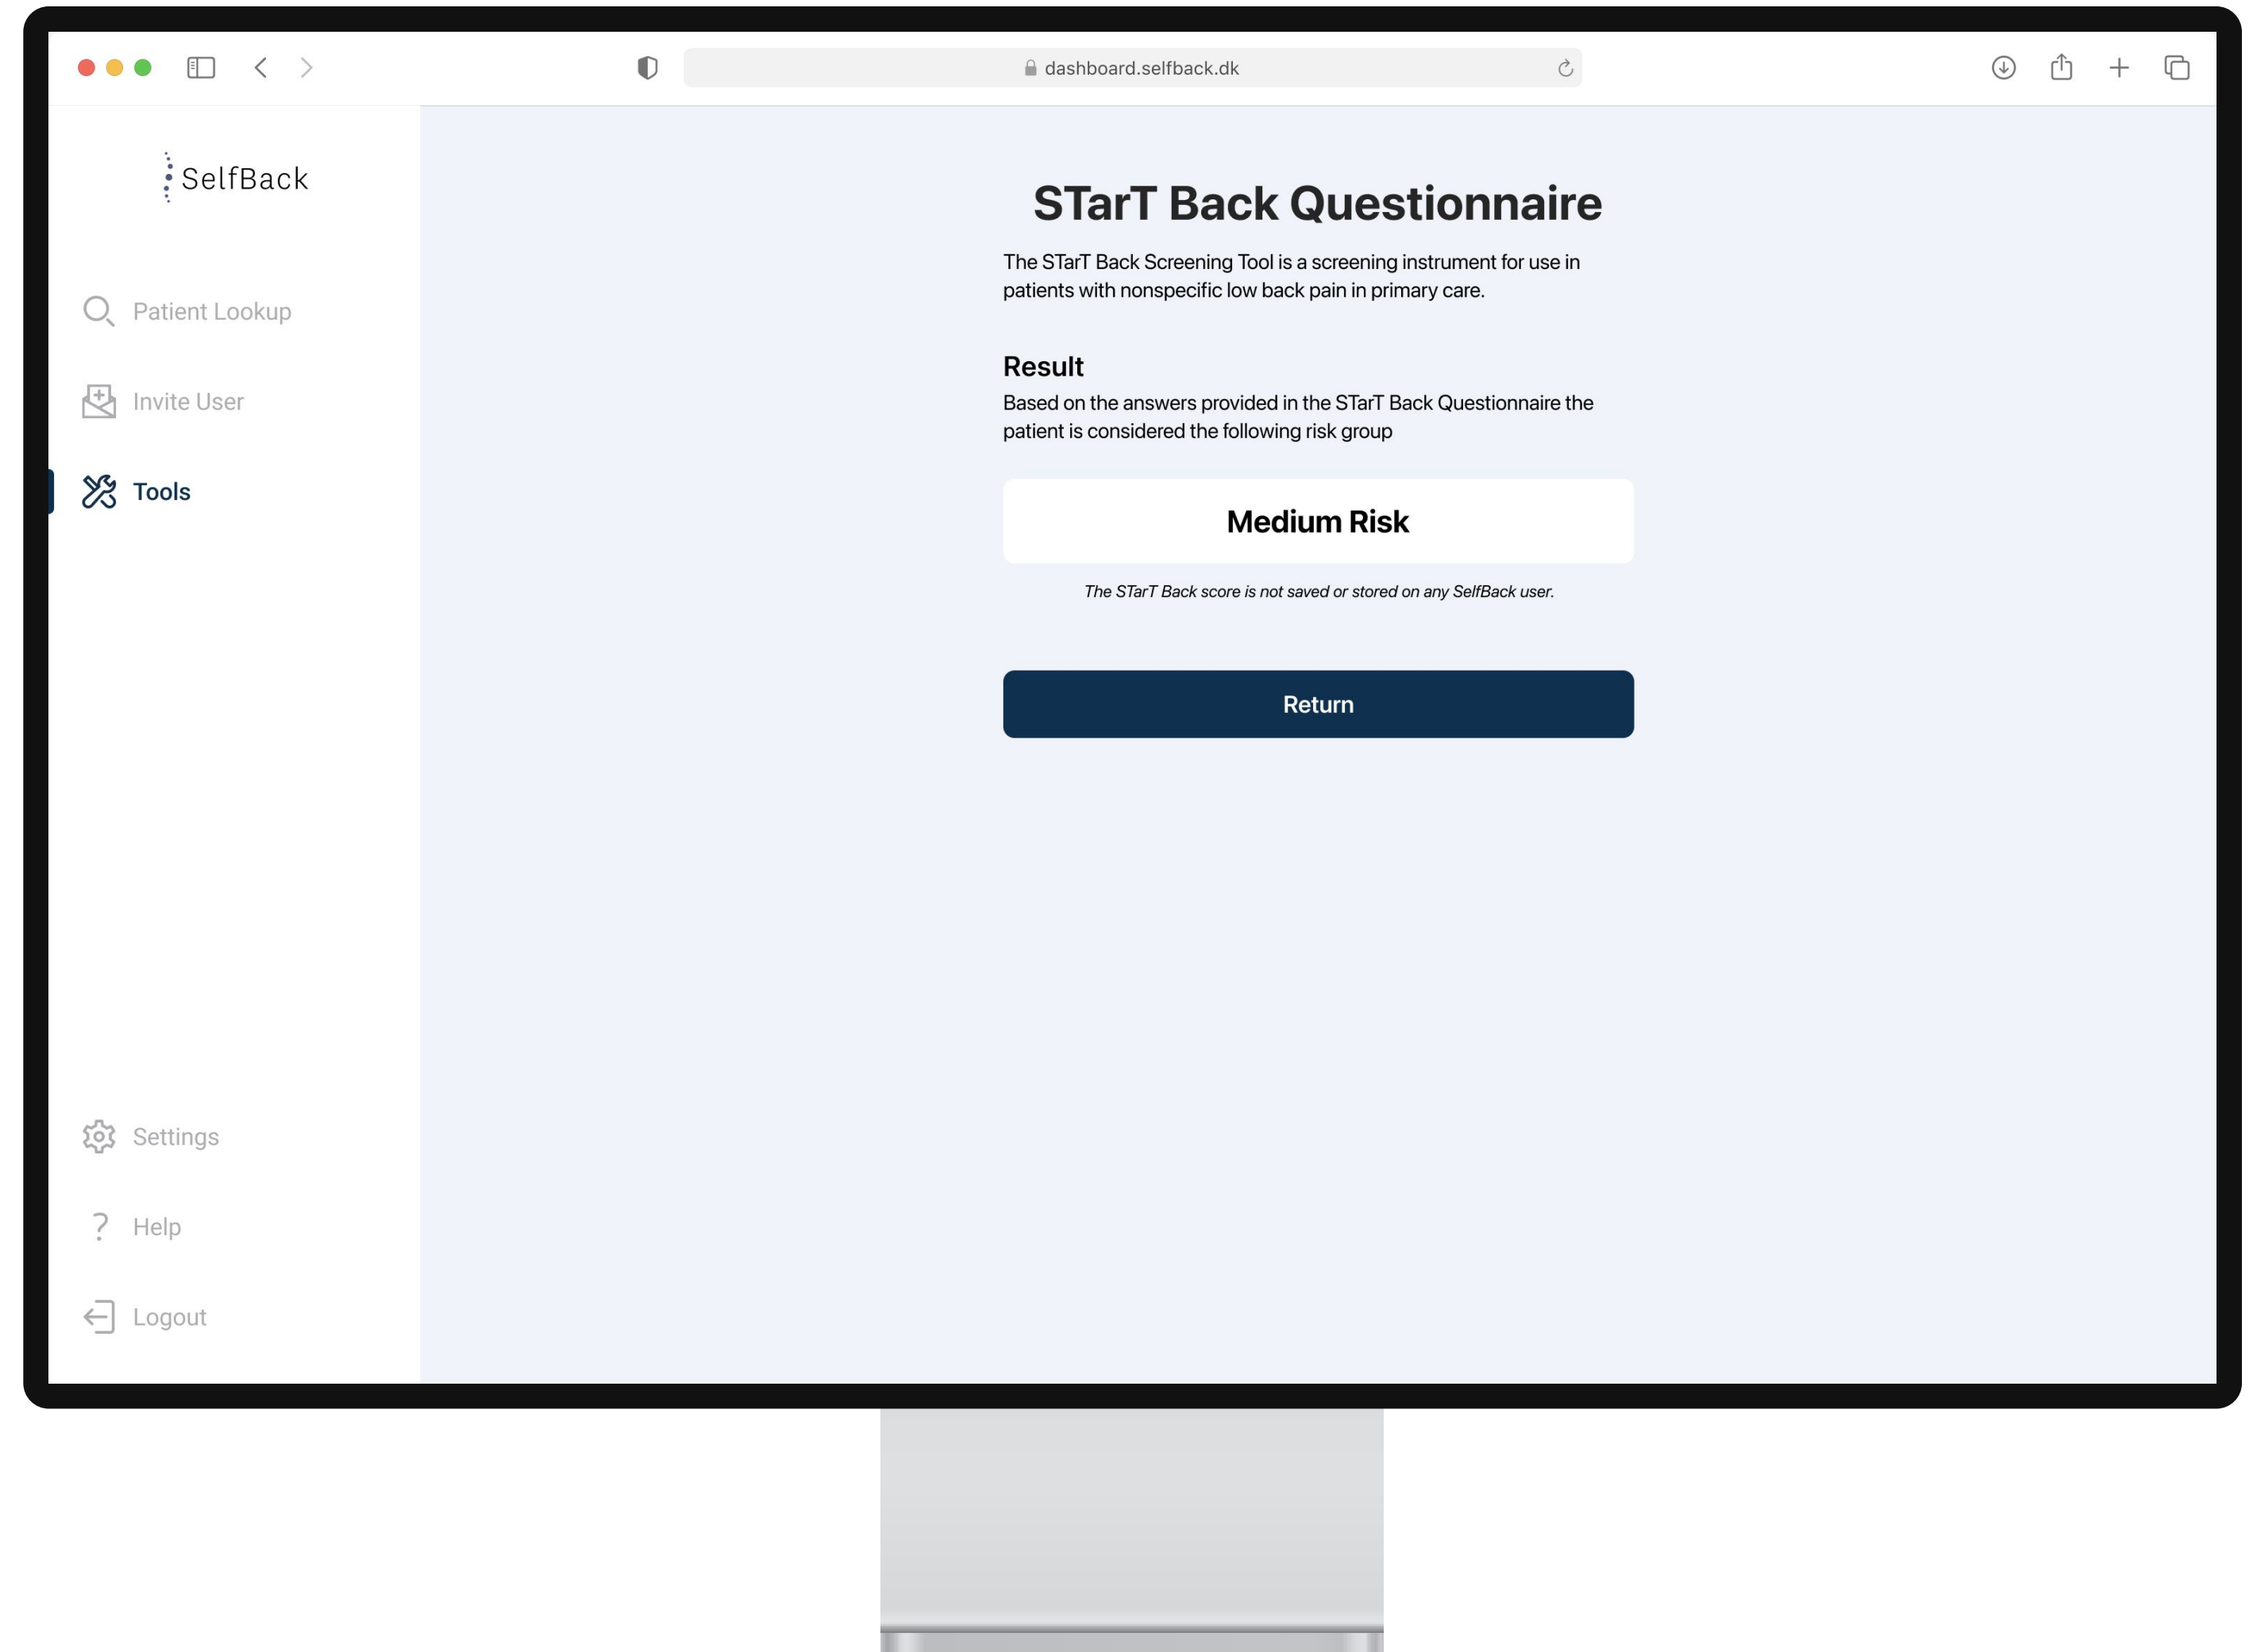 dashboard.selfback.dk
SelfBack
Patient Lookup
Invite User
Tools
Settings
Help
Logout
STarT Back Questionnaire
The STarT Back Screening Tool is a screening instrument for use in
patients with nonspecific low back pain in primary care.
Result
Based on the answers provided in the STarT Back Questionnaire the
patient is considered the following risk group
Medium Risk
The STarT Back score is not saved or stored on any SelfBack user.
Return